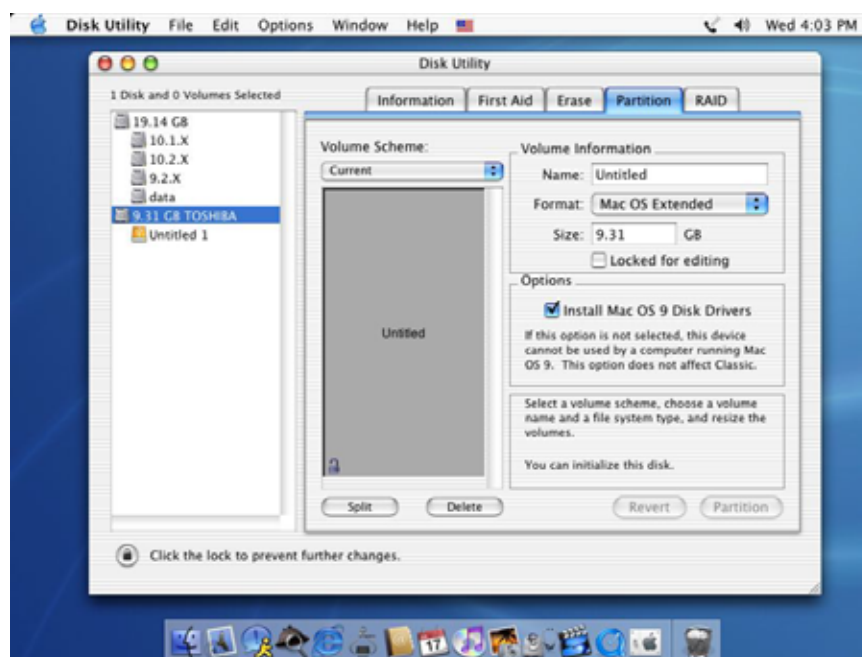 Disk Utility File Edit Options Window Help Wed 4:03 PM
Disk Utility
1 Disk and 0 Volumes Selected
Information First Aid Erase Partition RAID
19.14 GB
10.1.X
10.2.X
9.2.X
data
9.31 GB TOSHIBA
Untitled 1
Volume Scheme:
Current
Untitled
Split Delete
Volume Information
Name: Untitled
Format: Mac OS Extended
Size: 9.31 GB
Locked for editing
Options
Install Mac OS 9 Disk Drivers
If this option is not selected, this device
cannot be used by a computer running Mac
OS 9. This option does not affect Classic.
Select a volume scheme, choose a volume
name and a file system type, and resize the
volumes.
You can initialize this disk.
Revert Partition
Click the lock to prevent further changes.
17